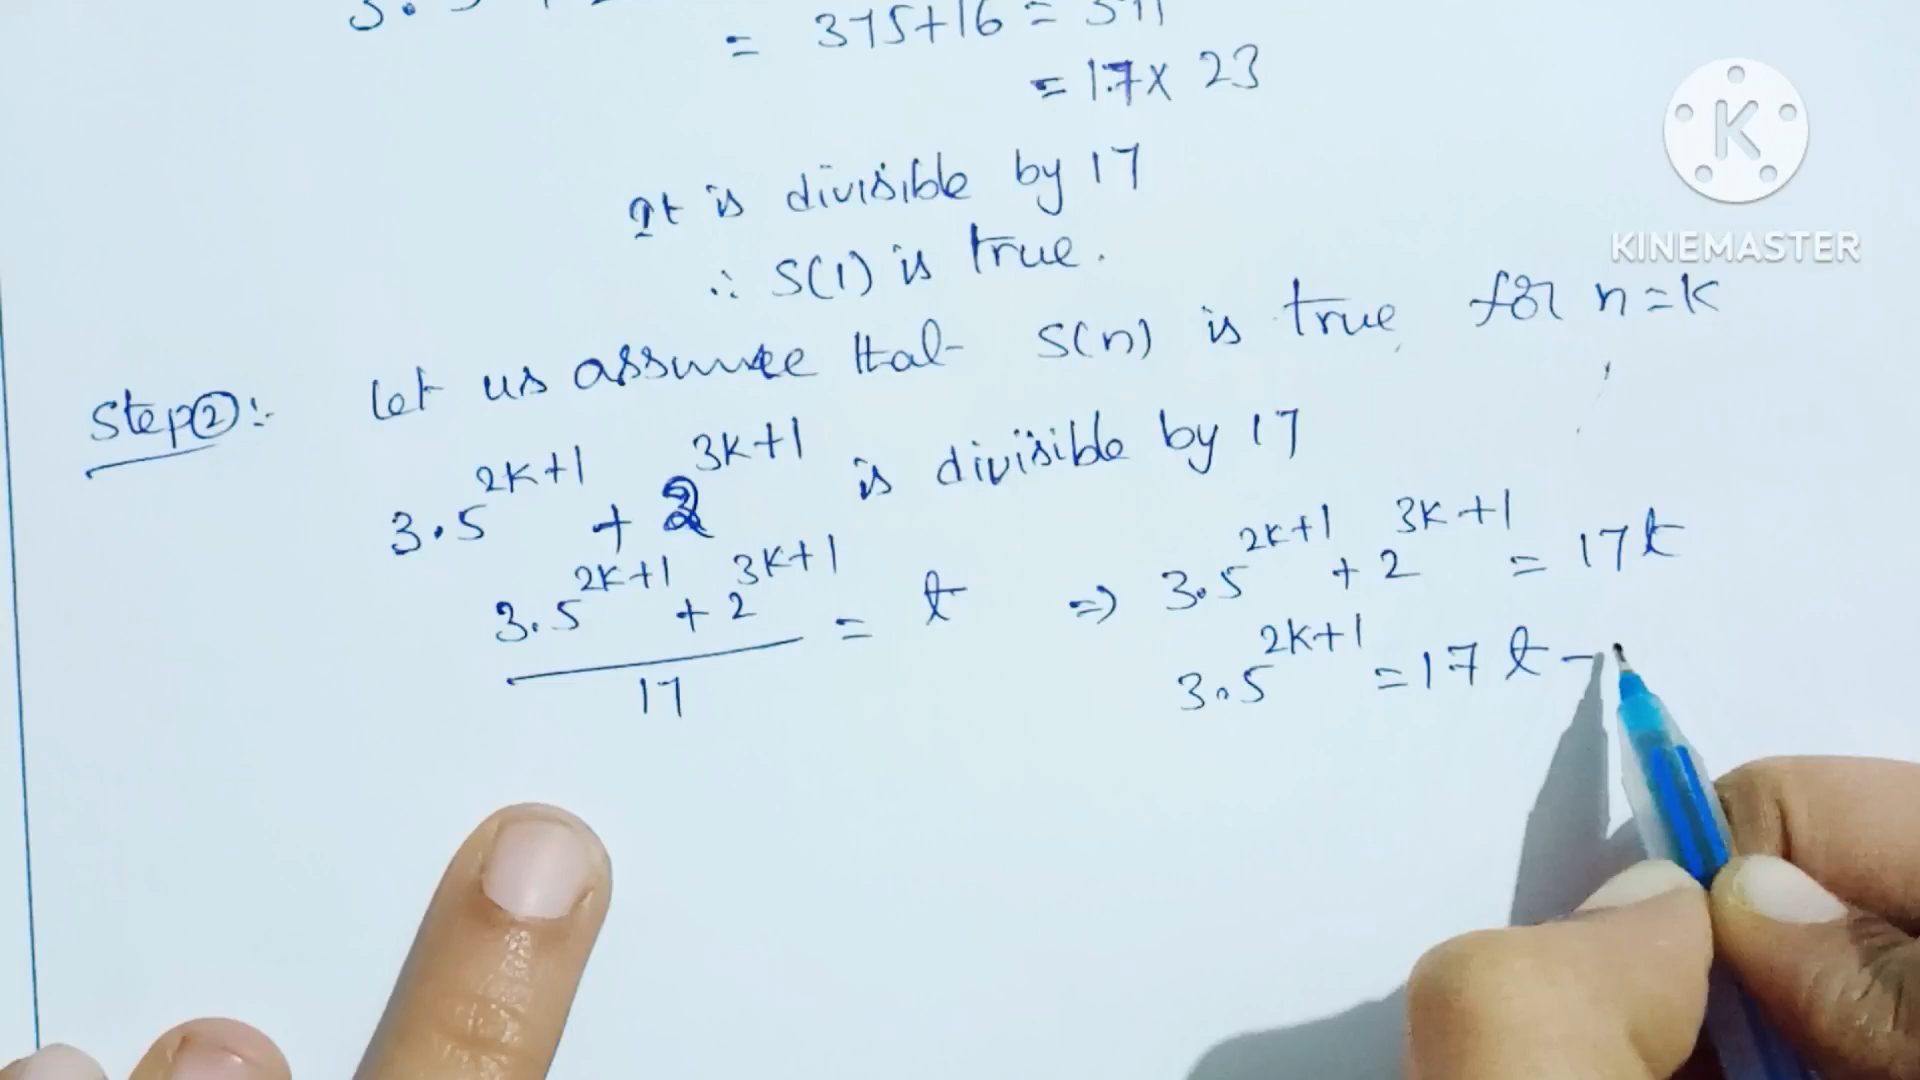 = 375+16 = 391
= 17 x 23
It is divisible by 17
∴ S(1) is true.
Step②:- Let us assume that S(n) is true for n=k
3.5^{2k+1} + 2^{3k+1} is divisible by 17
\frac{3.5^{2k+1} + 2^{3k+1}}{17} = t ⇒ 3.5^{2k+1} + 2^{3k+1} = 17t
3.5^{2k+1} = 17t -
K
KINEMASTER